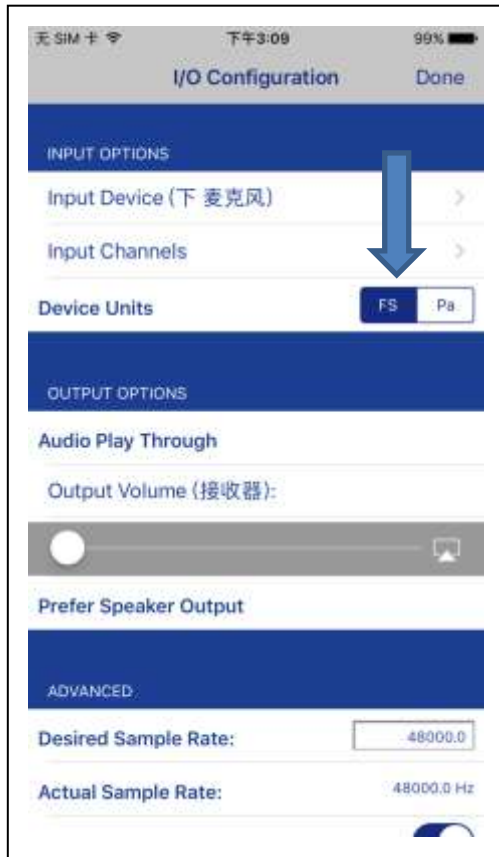 无 SIM 卡 下午3:09 99%
I/O Configuration Done
INPUT OPTIONS
Input Device (下 麦克风)
Input Channels
Device Units FS Pa
OUTPUT OPTIONS
Audio Play Through
Output Volume (接收器):
Prefer Speaker Output
ADVANCED
Desired Sample Rate: 48000.0
Actual Sample Rate: 48000.0 Hz